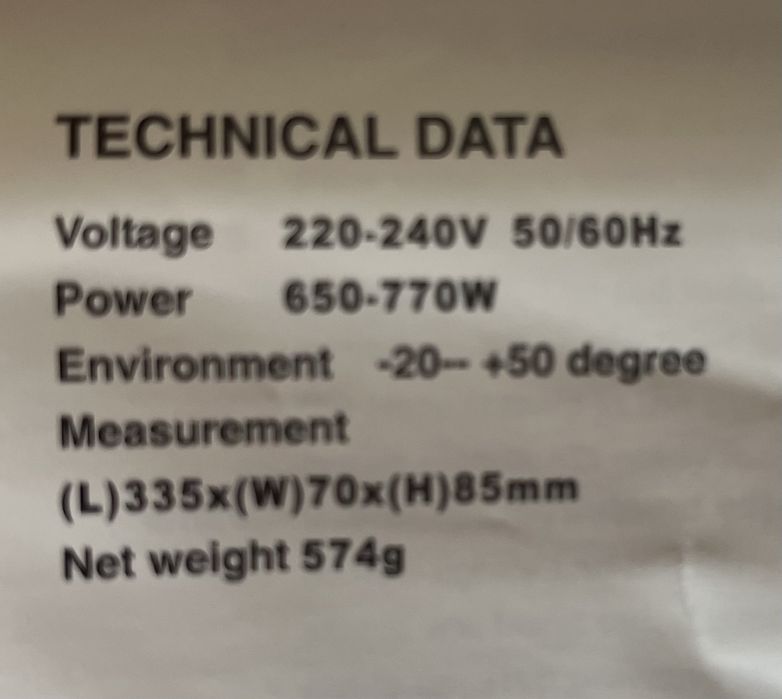 TECHNICAL DATA
Voltage 220-240V 50/60Hz
Power 650-770W
Environment -20-- +50 degree
Measurement
(L)335x(W)70x(H)85mm
Net weight 574g